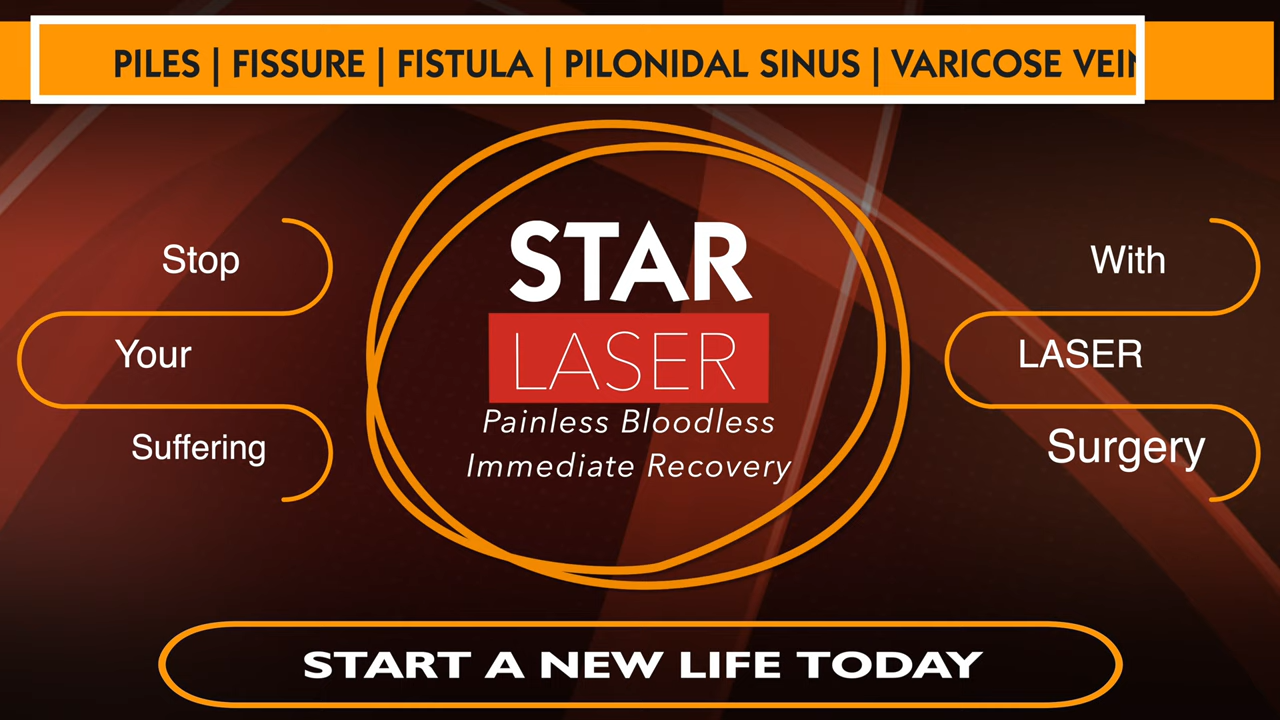 PILES | FISSURE | FISTULA | PILONIDAL SINUS | VARICOSE
Stop
Your
Suffering
STAR
LASER
Painless Bloodless
Immediate Recovery
With
LASER
Surgery
START A NEW LIFE TODAY